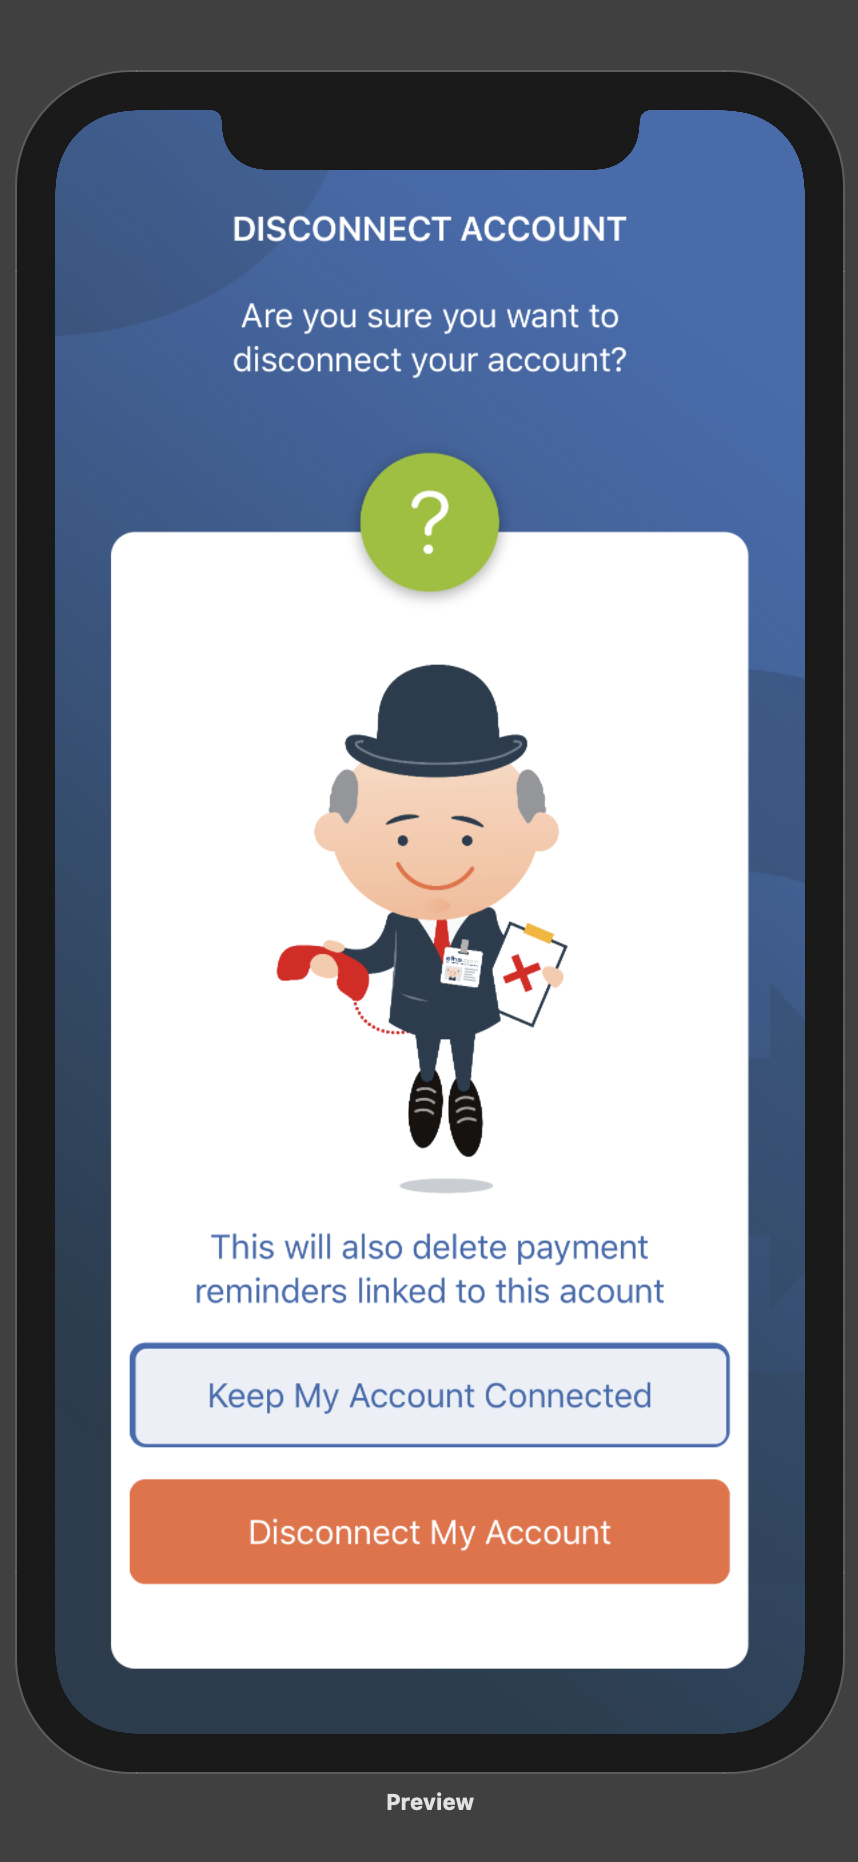 DISCONNECT ACCOUNT
Are you sure you want to
disconnect your account?
?
This will also delete payment
reminders linked to this acount
Keep My Account Connected
Disconnect My Account
Preview